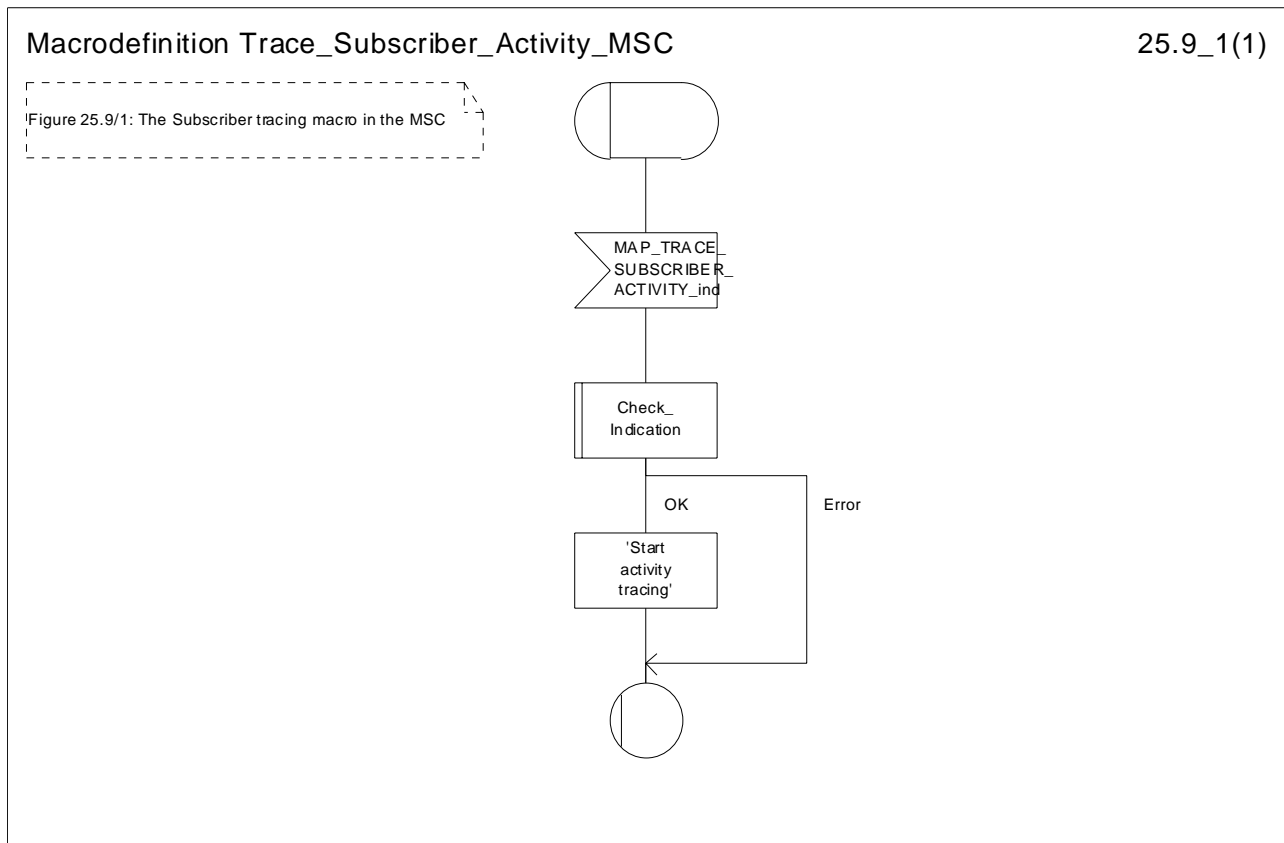 Macrodefinition Trace_Subscriber_Activity_MSC
25.9_1(1)
Figure 25.9/1: The Subscriber tracing macro in the MSC
MAP_TRACE_
SUBSCRIBER_
ACTIVITY_ind
Check_
Indication
OK
Error
'Start
activity
tracing'